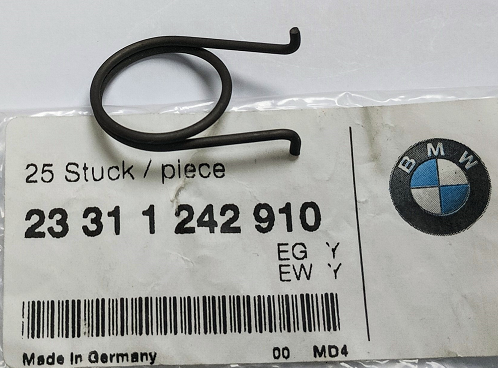 25 Stuck / piece
23 31 1 242 910
EG Y
EW Y
BMW
Made In Germany 00 MD4